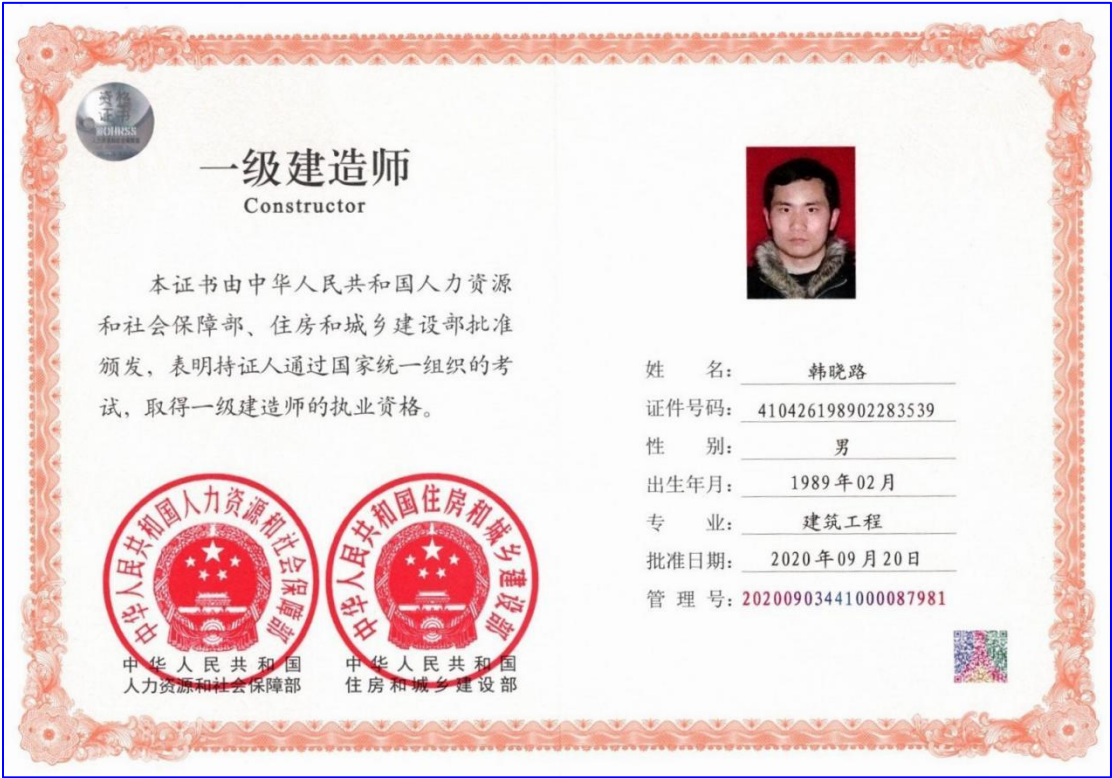 资格
证书
MOHRSS
一级建造师
Constructor
本证书由中华人民共和国人力资源
和社会保障部、住房和城乡建设部批准
颁发，表明持证人通过国家统一组织的考
试，取得一级建造师的执业资格。
中华人民共和国人力资源和社会保障部
中华人民共和国住房和城乡建设部
中华人民共和国
人力资源和社会保障部
中华人民共和国
住房和城乡建设部
姓 名：韩晓路
证件号码：410426198902283539
性 别：男
出生年月：1989年02月
专 业：建筑工程
批准日期：2020年09月20日
管 理 号：20200903441000087981